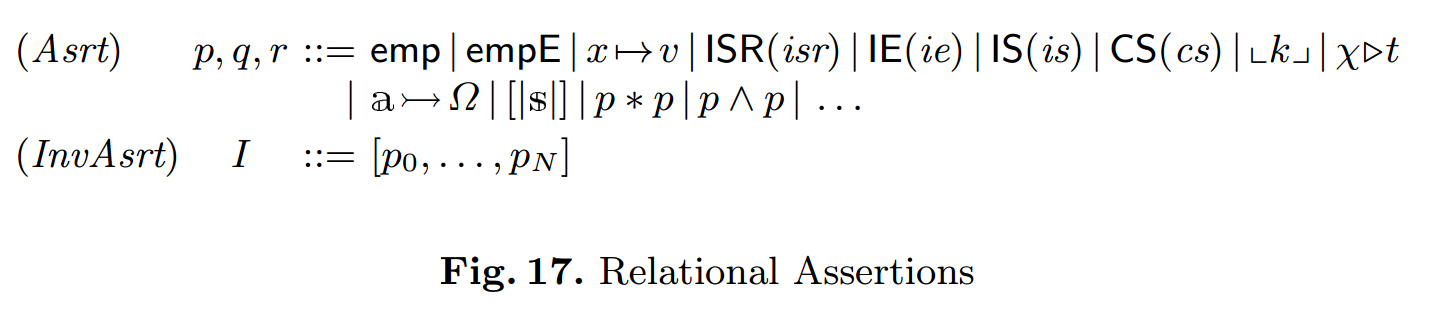 (Asrt) p, q, r ::= emp | empE | x ↦ v | ISR(isr) | IE(ie) | IS(is) | CS(cs) | ⌞k⌟ | χ ▷ t
| 𝕒 ↣ Ω | [|𝕤|] | p ∗ p | p ∧ p | …
(InvAsrt) I ::= [p₀, …, p_N]
Fig. 17. Relational Assertions